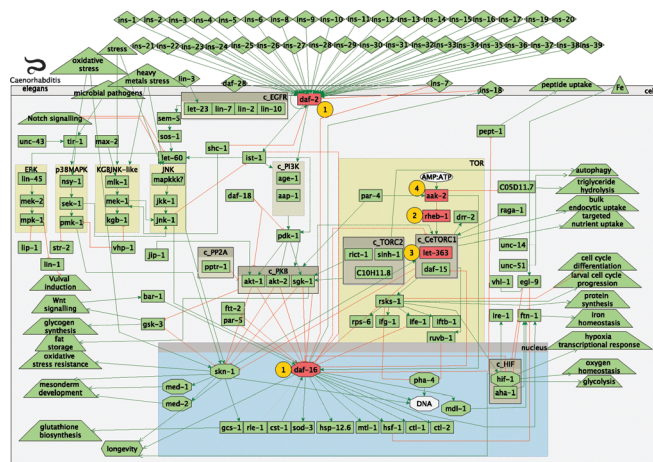 ins-1 ins-2 ins-3 ins-4 ins-5 ins-6 ins-8 ins-9 ins-10 ins-11 ins-12 ins-13 ins-14 ins-15 ins-16 ins-17 ins-19 ins-20
ins-21 ins-22 ins-23 ins-24 ins-25 ins-26 ins-27 ins-28 ins-29 ins-30 ins-31 ins-32 ins-33 ins-34 ins-35 ins-36 ins-37 ins-38 ins-39
stress
oxidative
stress
Caenorhabditis
elegans
heavy
metals stress
microbial pathogens
lin-3
daf-28
ins-7
ins-18
peptide uptake
Fe
cel
c_EGFR
let-23 lin-7 lin-2 lin-10
daf-2
1
Notch signalling
sem-5
sos-1
unc-43
tir-1
max-2
let-60
shc-1
ist-1
pept-1
TOR
ERK
lin-45
mek-2
mpk-1
p38MAPK
nsy-1
sek-1
pmk-1
KGBJNK-like
mlk-1
mek-1
kgb-1
JNK
mapkkk7
jkk-1
jnk-1
c_PI3K
age-1
aap-1
AMP:ATP
4
aak-2
2
rheb-1
drr-2
C05D11.7
raga-1
unc-14
unc-51
vhl-1
egl-9
autophagy
triglyceride
hydrolysis
bulk
endocytic uptake
targeted
nutrient uptake
daf-18
par-4
pdk-1
lip-1
str-2
lin-1
vhp-1
jip-1
c_PP2A
pptr-1
c_PKB
akt-1 akt-2 sgk-1
c_TORC2
rict-1 sinh-1
C10H11.8
c_CeTORC1
3
let-363
daf-15
cell cycle
differentiation
larval cell cycle
progression
Vulval
induction
Wnt
signalling
glycogen
synthesis
fat
storage
oxidative
stress resistance
bar-1
gsk-3
ftt-2
par-5
rsks-1
rps-6 ifg-1 ife-1 iftb-1
ruvb-1
ire-1
ftn-1
protein
synthesis
iron
homeostasis
hypoxia
transcriptional response
nucleus
skn-1
1
daf-16
pha-4
DNA
mdl-1
c_HIF
hif-1
aha-1
oxygen
homeostasis
glycolysis
mesonderm
development
med-1
med-2
glutathione
biosynthesis
longevity
gcs-1 rle-1 cst-1 sod-3 hsp-12.6 mtl-1 hsf-1 ctl-1 ctl-2